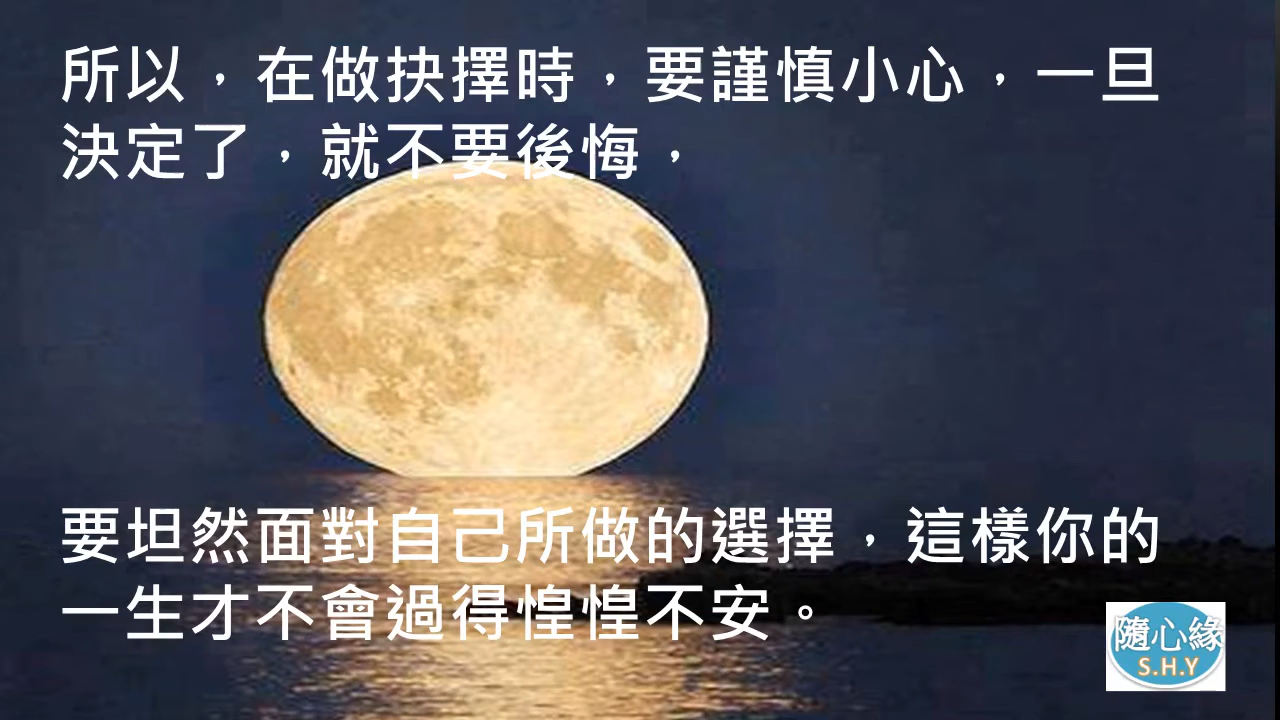 所以，在做抉擇時，要謹慎小心，一旦
決定了，就不要後悔，
要坦然面對自己所做的選擇，這樣你的
一生才不會過得惶惶不安。
隨心緣
S.H.Y